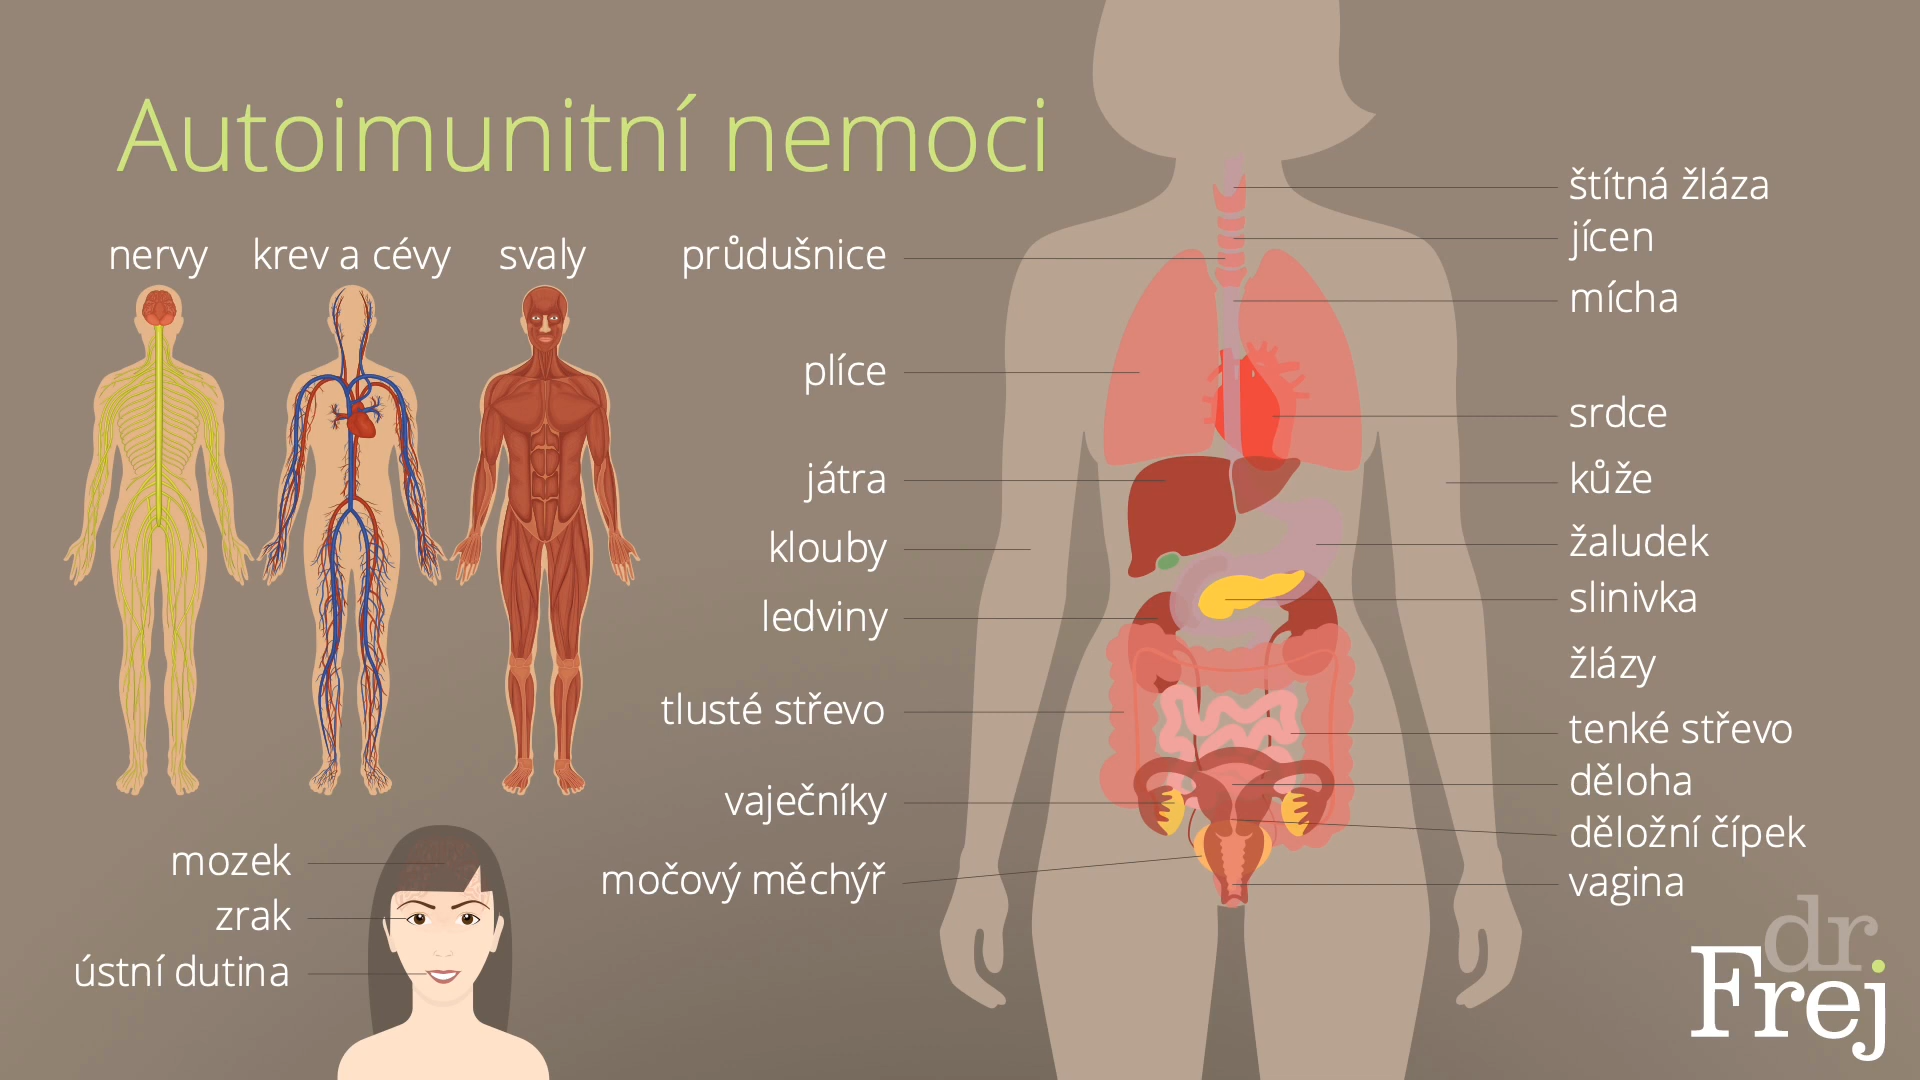 Autoimunitní nemoci
nervy
krev a cévy
svaly
mozek
zrak
ústní dutina
průdušnice
plíce
játra
klouby
ledviny
tlusté střevo
vaječníky
močový měchýř
štítná žláza
jícen
mícha
srdce
kůže
žaludek
slinivka
žlázy
tenké střevo
děloha
děložní čípek
vagina
dr.
Frej